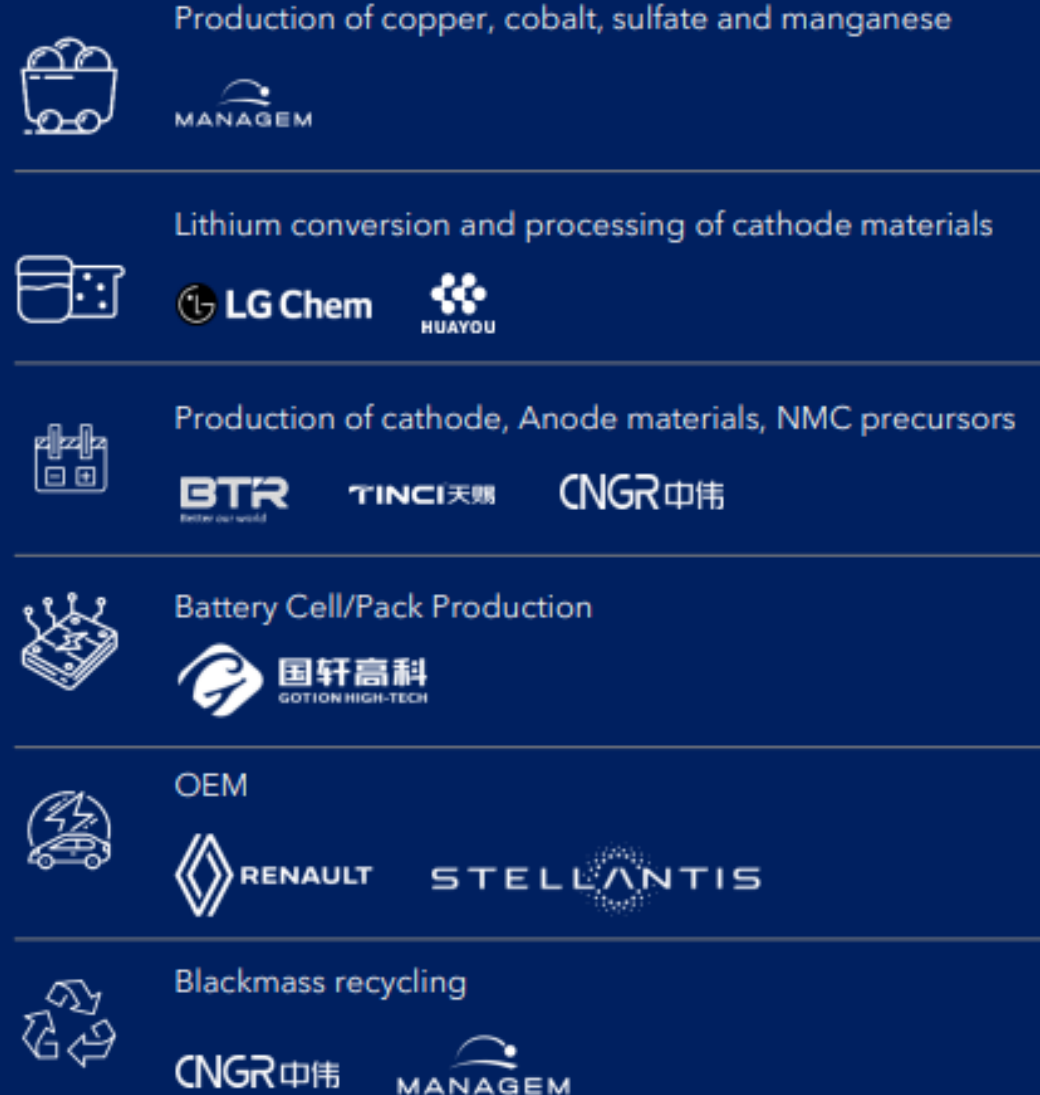 Production of copper, cobalt, sulfate and manganese
MANAGEM
Lithium conversion and processing of cathode materials
LG LG Chem HUAYOU
Production of cathode, Anode materials, NMC precursors
BTR TINCI天赐 CNGR中伟
Better our world
Battery Cell/Pack Production
国轩高科
GOTION HIGH-TECH
OEM
RENAULT STELLANTIS
Blackmass recycling
CNGR中伟 MANAGEM